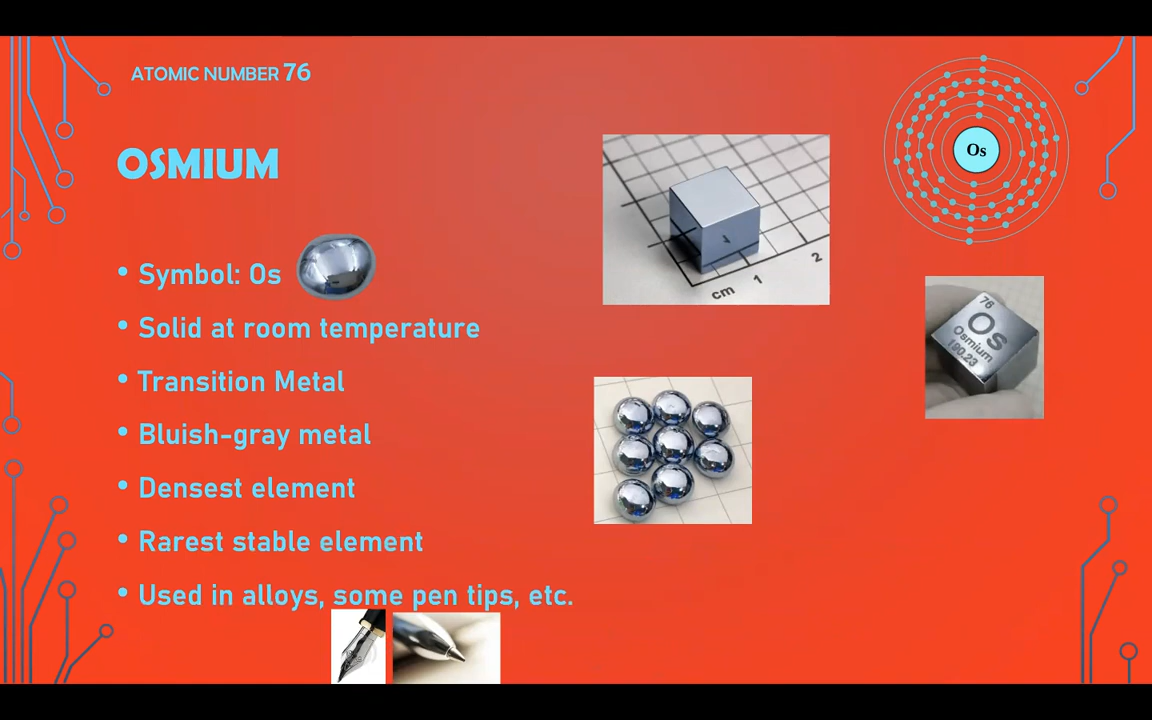 ATOMIC NUMBER 76
OSMIUM
• Symbol: Os
• Solid at room temperature
• Transition Metal
• Bluish-gray metal
• Densest element
• Rarest stable element
• Used in alloys, some pen tips, etc.
cm 1 2
Os
76
Os
Osmium
190.23